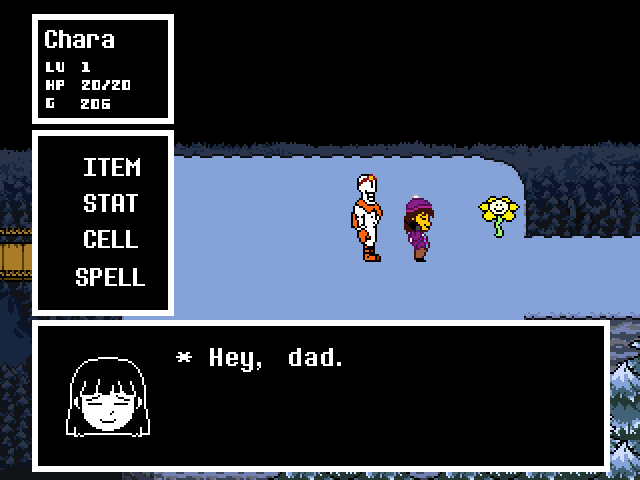 Chara
LV 1
HP 20/20
G 206
ITEM
STAT
CELL
SPELL
* Hey, dad.